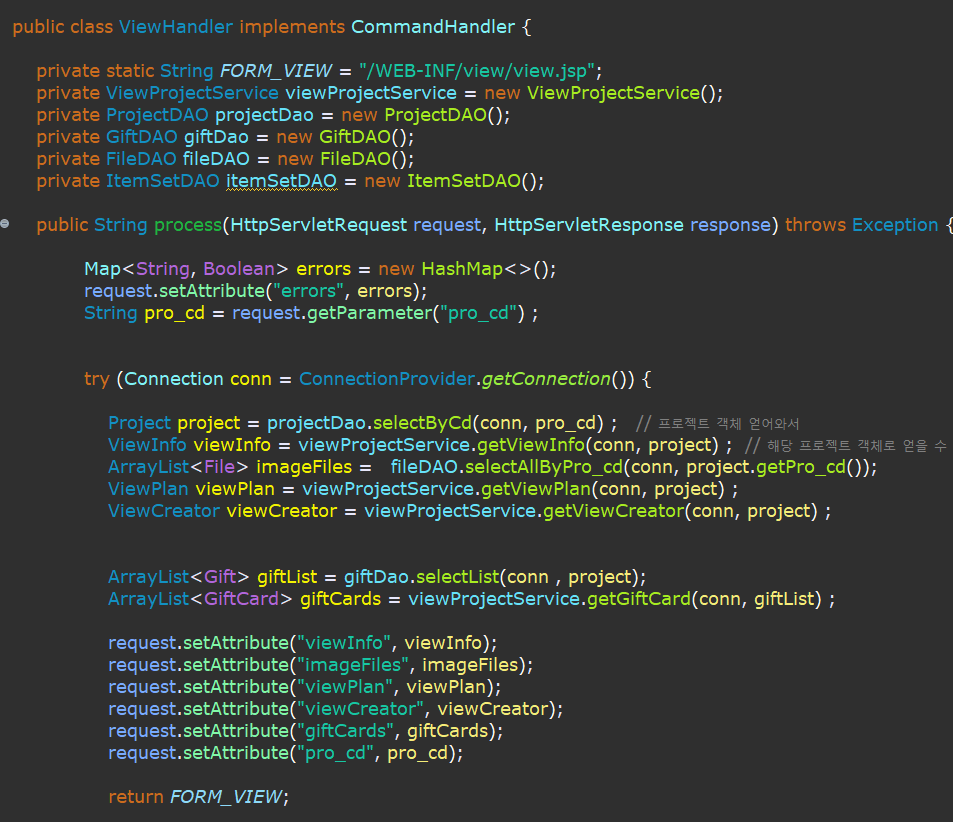 public class ViewHandler implements CommandHandler {
private static String FORM_VIEW = "/WEB-INF/view/view.jsp";
private ViewProjectService viewProjectService = new ViewProjectService();
private ProjectDAO projectDao = new ProjectDAO();
private GiftDAO giftDao = new GiftDAO();
private FileDAO fileDAO = new FileDAO();
private ItemSetDAO itemSetDAO = new ItemSetDAO();
public String process(HttpServletRequest request, HttpServletResponse response) throws Exception {
Map<String, Boolean> errors = new HashMap<>();
request.setAttribute("errors", errors);
String pro_cd = request.getParameter("pro_cd") ;
try (Connection conn = ConnectionProvider.getConnection()) {
Project project = projectDao.selectByCd(conn, pro_cd) ; // 프로젝트 객체 얻어와서
ViewInfo viewInfo = viewProjectService.getViewInfo(conn, project) ; // 해당 프로젝트 객체로 얻을 수
ArrayList<File> imageFiles = fileDAO.selectAllByPro_cd(conn, project.getPro_cd());
ViewPlan viewPlan = viewProjectService.getViewPlan(conn, project) ;
ViewCreator viewCreator = viewProjectService.getViewCreator(conn, project) ;
ArrayList<Gift> giftList = giftDao.selectList(conn , project);
ArrayList<GiftCard> giftCards = viewProjectService.getGiftCard(conn, giftList) ;
request.setAttribute("viewInfo", viewInfo);
request.setAttribute("imageFiles", imageFiles);
request.setAttribute("viewPlan", viewPlan);
request.setAttribute("viewCreator", viewCreator);
request.setAttribute("giftCards", giftCards);
request.setAttribute("pro_cd", pro_cd);
return FORM_VIEW;